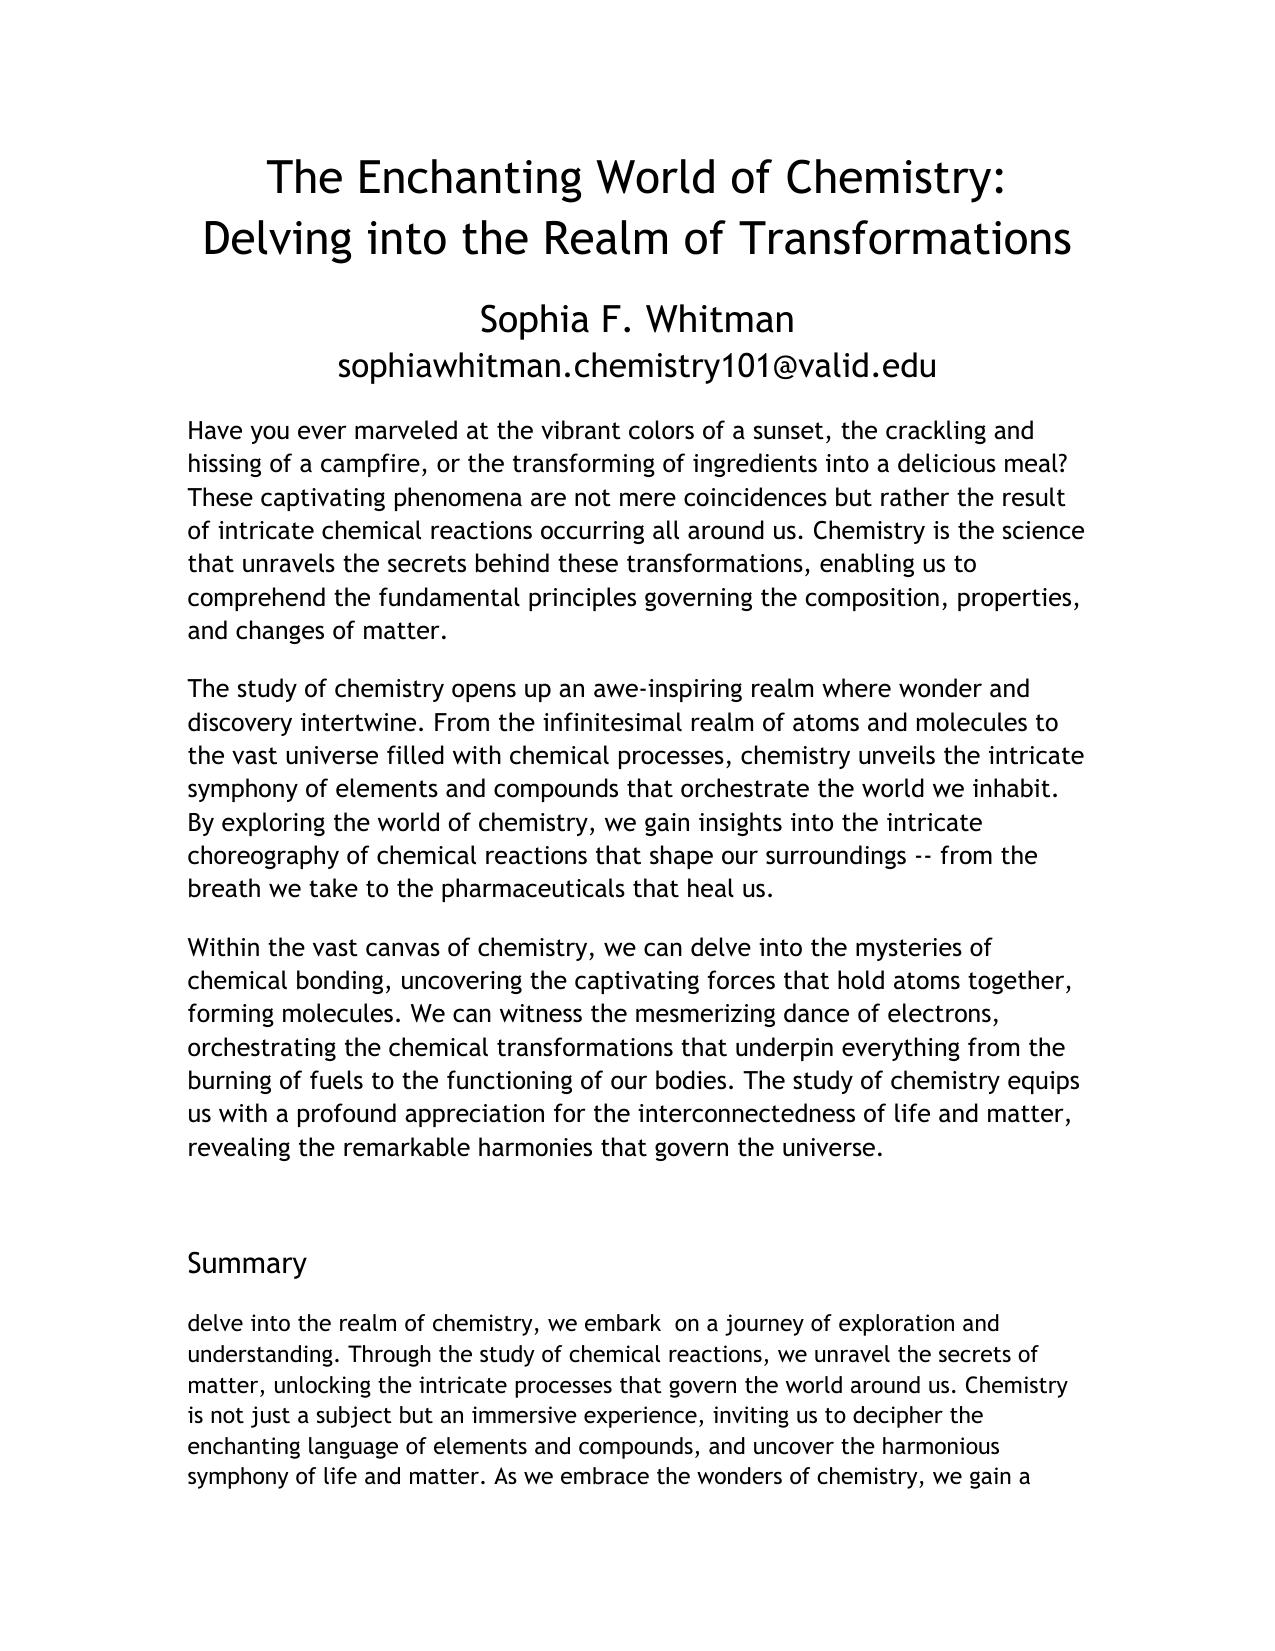 The Enchanting World of Chemistry:
Delving into the Realm of Transformations
Sophia F. Whitman
sophiawhitman.chemistry101@valid.edu
Have you ever marveled at the vibrant colors of a sunset, the crackling and
hissing of a campfire, or the transforming of ingredients into a delicious meal?
These captivating phenomena are not mere coincidences but rather the result
of intricate chemical reactions occurring all around us. Chemistry is the science
that unravels the secrets behind these transformations, enabling us to
comprehend the fundamental principles governing the composition, properties,
and changes of matter.
The study of chemistry opens up an awe-inspiring realm where wonder and
discovery intertwine. From the infinitesimal realm of atoms and molecules to
the vast universe filled with chemical processes, chemistry unveils the intricate
symphony of elements and compounds that orchestrate the world we inhabit.
By exploring the world of chemistry, we gain insights into the intricate
choreography of chemical reactions that shape our surroundings -- from the
breath we take to the pharmaceuticals that heal us.
Within the vast canvas of chemistry, we can delve into the mysteries of
chemical bonding, uncovering the captivating forces that hold atoms together,
forming molecules. We can witness the mesmerizing dance of electrons,
orchestrating the chemical transformations that underpin everything from the
burning of fuels to the functioning of our bodies. The study of chemistry equips
us with a profound appreciation for the interconnectedness of life and matter,
revealing the remarkable harmonies that govern the universe.
Summary
delve into the realm of chemistry, we embark  on a journey of exploration and
understanding. Through the study of chemical reactions, we unravel the secrets of
matter, unlocking the intricate processes that govern the world around us. Chemistry
is not just a subject but an immersive experience, inviting us to decipher the
enchanting language of elements and compounds, and uncover the harmonious
symphony of life and matter. As we embrace the wonders of chemistry, we gain a